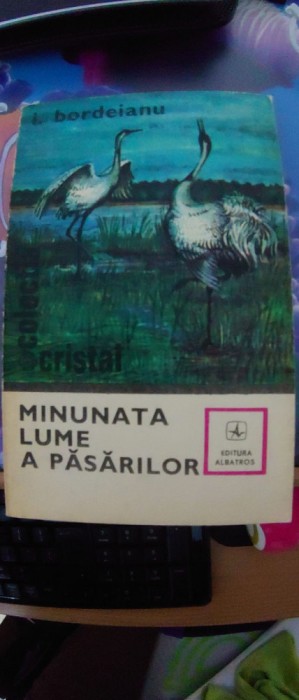 i. bordeianu
colecția
cristal
MINUNATA
LUME
A PĂSĂRILOR
EDITURA
ALBATROS